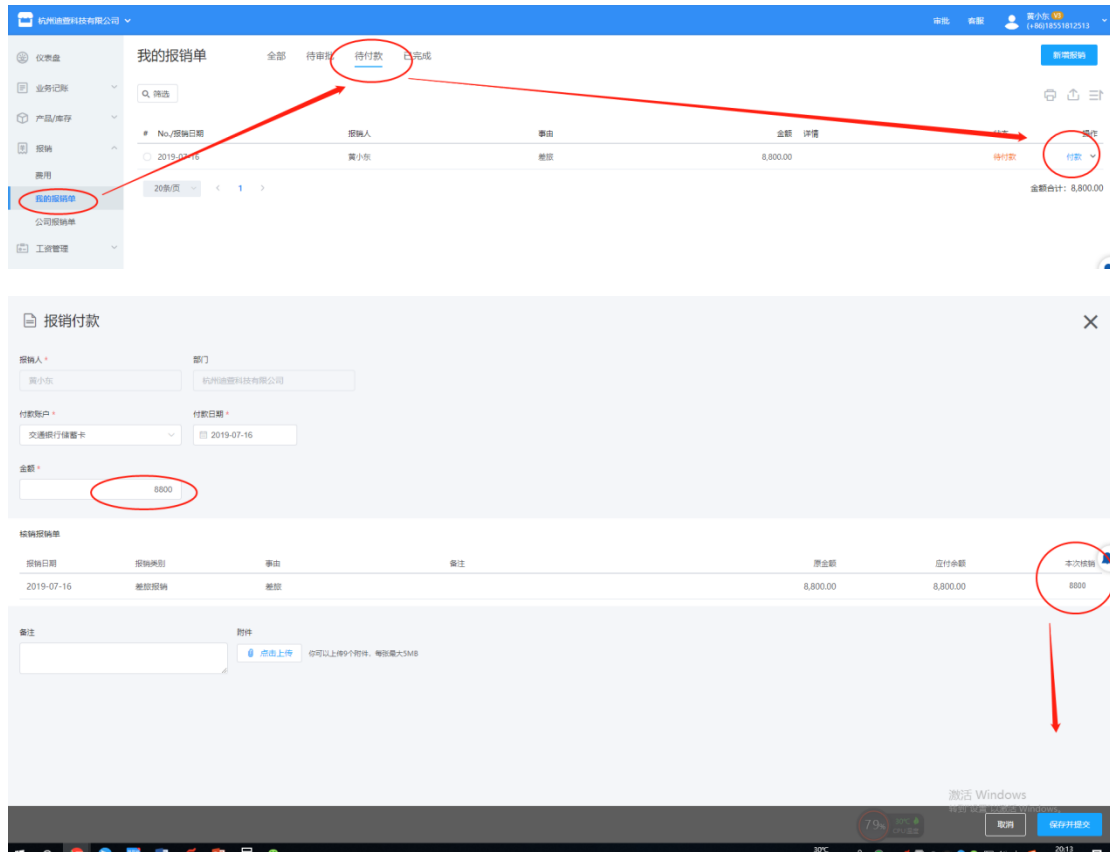 杭州迪登科技有限公司
审批 客服 黄小东 V3
(+86)18551812513
仪表盘
业务记账
产品/库存
报销
费用
我的报销单
公司报销单
工资管理
我的报销单 全部 待审批 待付款 已完成 新增报销
筛选
# No./报销日期 报销人 事由 金额 详情 操作
2019-07-16 黄小东 差旅 8,800.00 待付款 付款
20条/页 1 金额合计：8,800.00
报销付款
报销人 * 部门
黄小东 杭州迪登科技有限公司
付款账户 * 付款日期 *
交通银行储蓄卡 2019-07-16
金额 *
8800
核销报销单
报销日期 报销类别 事由 备注 原金额 应付余额 本次核销
2019-07-16 差旅报销 差旅 8,800.00 8,800.00 8800
备注 附件
点击上传 你可以上传9个附件，每张最大5MB
激活 Windows
79% 30℃
CPU温度
取消 保存并提交
30℃ 20:13